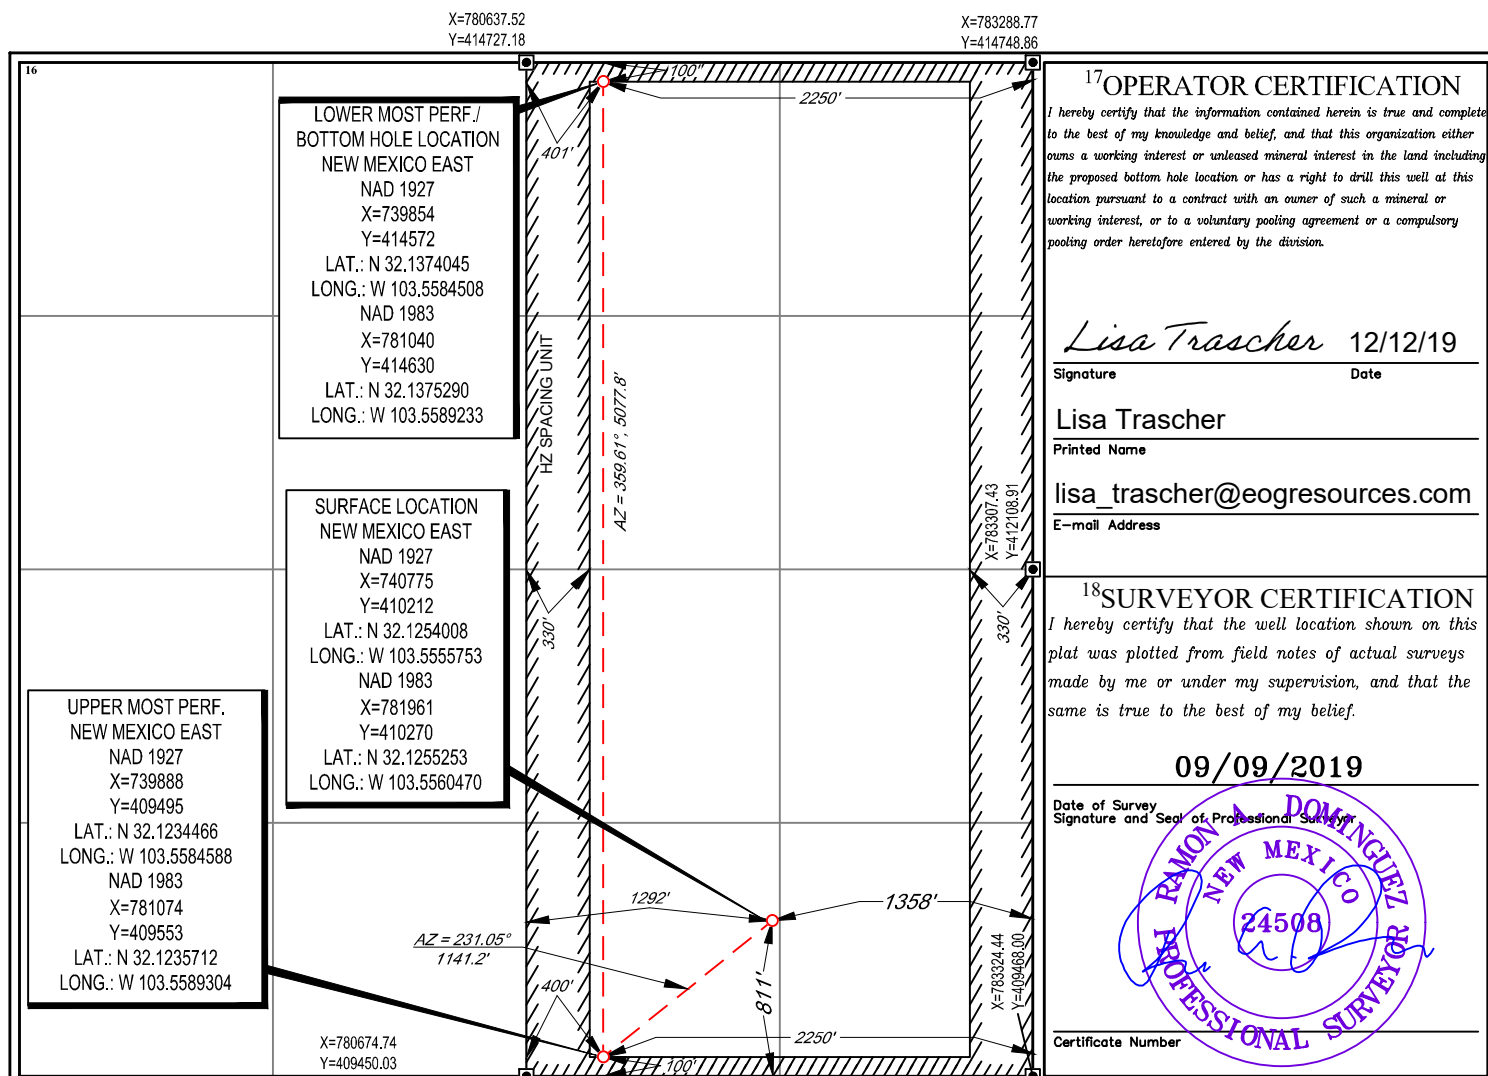 X=780637.52
Y=414727.18
X=783288.77
Y=414748.86
16
100"
2250'
401'
LOWER MOST PERF./
BOTTOM HOLE LOCATION
NEW MEXICO EAST
NAD 1927
X=739854
Y=414572
LAT.: N 32.1374045
LONG.: W 103.5584508
NAD 1983
X=781040
Y=414630
LAT.: N 32.1375290
LONG.: W 103.5589233
HZ SPACING UNIT
AZ = 359.61°, 5077.8'
SURFACE LOCATION
NEW MEXICO EAST
NAD 1927
X=740775
Y=410212
LAT.: N 32.1254008
LONG.: W 103.5555753
NAD 1983
X=781961
Y=410270
LAT.: N 32.1255253
LONG.: W 103.5560470
X=783307.43
Y=412108.91
330'
330'
UPPER MOST PERF.
NEW MEXICO EAST
NAD 1927
X=739888
Y=409495
LAT.: N 32.1234466
LONG.: W 103.5584588
NAD 1983
X=781074
Y=409553
LAT.: N 32.1235712
LONG.: W 103.5589304
1292'
1358'
AZ = 231.05°
1141.2'
400'
811'
X=783324.44
Y=409468.00
2250'
100'
X=780674.74
Y=409450.03
17OPERATOR CERTIFICATION
I hereby certify that the information contained herein is true and complete
to the best of my knowledge and belief, and that this organization either
owns a working interest or unleased mineral interest in the land including
the proposed bottom hole location or has a right to drill this well at this
location pursuant to a contract with an owner of such a mineral or
working interest, or to a voluntary pooling agreement or a compulsory
pooling order heretofore entered by the division.
Lisa Trascher 12/12/19
Signature Date
Lisa Trascher
Printed Name
lisa_trascher@eogresources.com
E-mail Address
18SURVEYOR CERTIFICATION
I hereby certify that the well location shown on this
plat was plotted from field notes of actual surveys
made by me or under my supervision, and that the
same is true to the best of my belief.
09/09/2019
Date of Survey
Signature and Seal of Professional Surveyor
RAMON A. DOMINGUEZ
NEW MEXICO
24508
PROFESSIONAL SURVEYOR
Certificate Number